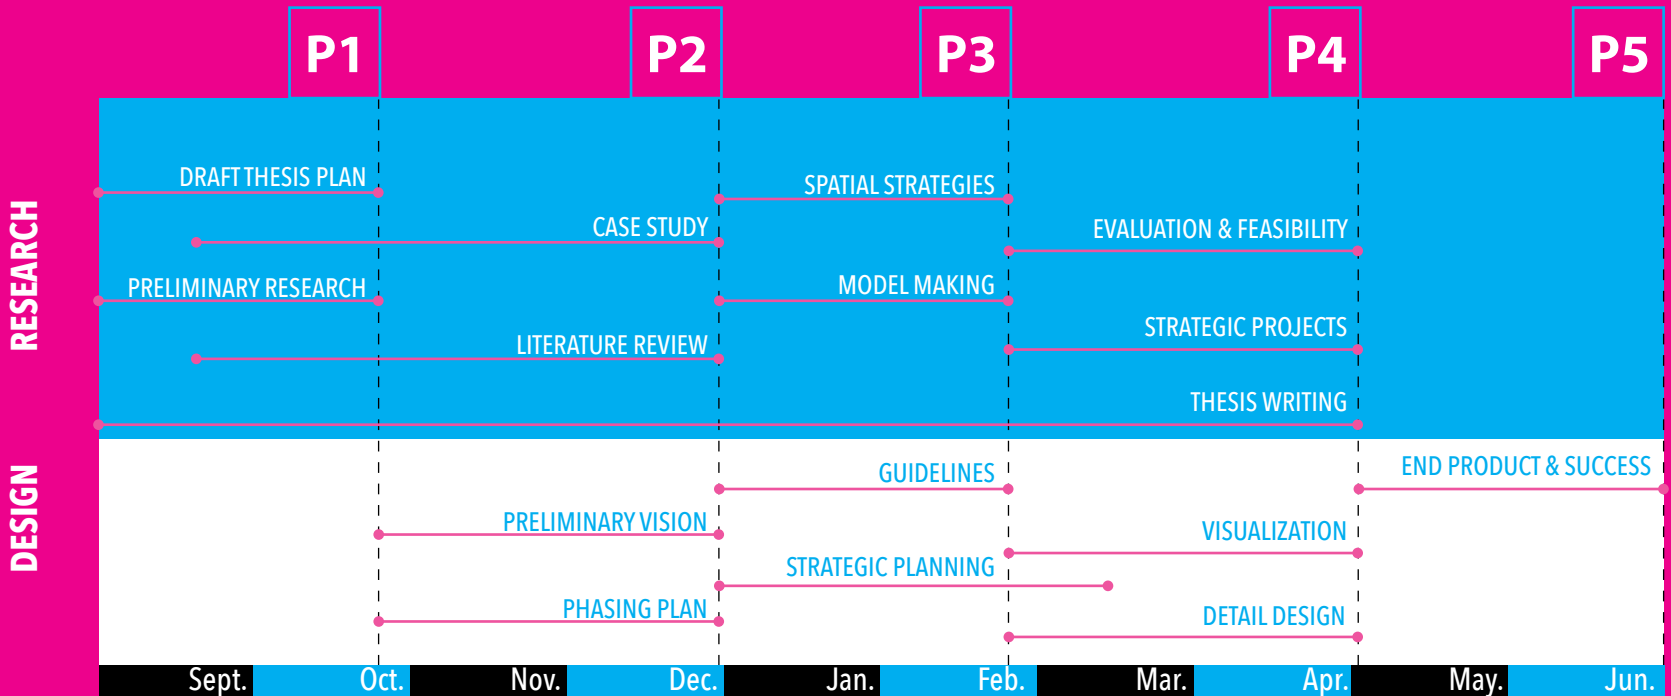 P1
P2
P3
P4
P5
RESEARCH
DRAFT THESIS PLAN
SPATIAL STRATEGIES
CASE STUDY
EVALUATION & FEASIBILITY
PRELIMINARY RESEARCH
MODEL MAKING
STRATEGIC PROJECTS
LITERATURE REVIEW
THESIS WRITING
DESIGN
GUIDELINES
END PRODUCT & SUCCESS
PRELIMINARY VISION
VISUALIZATION
STRATEGIC PLANNING
PHASING PLAN
DETAIL DESIGN
Sept.
Oct.
Nov.
Dec.
Jan.
Feb.
Mar.
Apr.
May.
Jun.